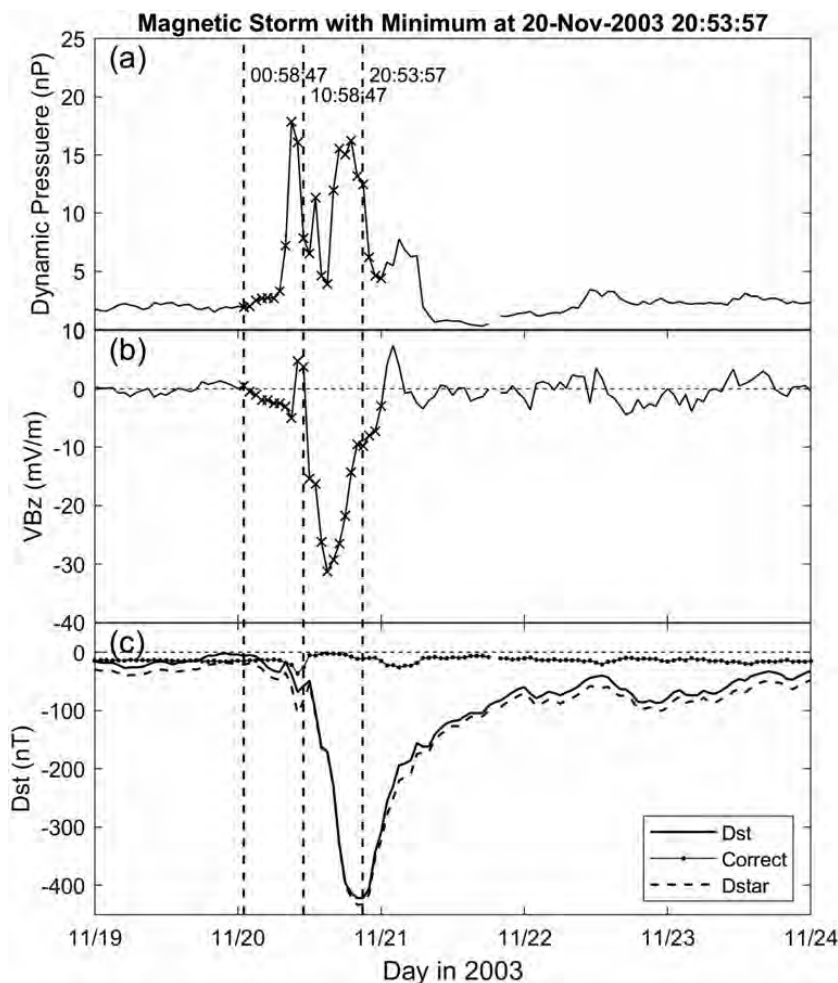 Magnetic Storm with Minimum at 20-Nov-2003 20:53:57
(a)
00:58:47
20:53:57
10:58:47
Dynamic Pressuere (nP)
25
20
15
10
5
10
(b)
VBz (mV/m)
0
-10
-20
-30
-40
(c)
Dst (nT)
0
-100
-200
-300
-400
Dst
Correct
Dstar
11/19
11/20
11/21
11/22
11/23
11/24
Day in 2003